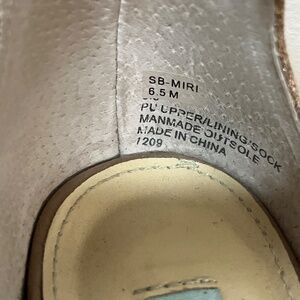 SB-MIRI
6.5 M
PU UPPER/LINING/SOCK
MANMADE OUTSOLE
MADE IN CHINA
1209